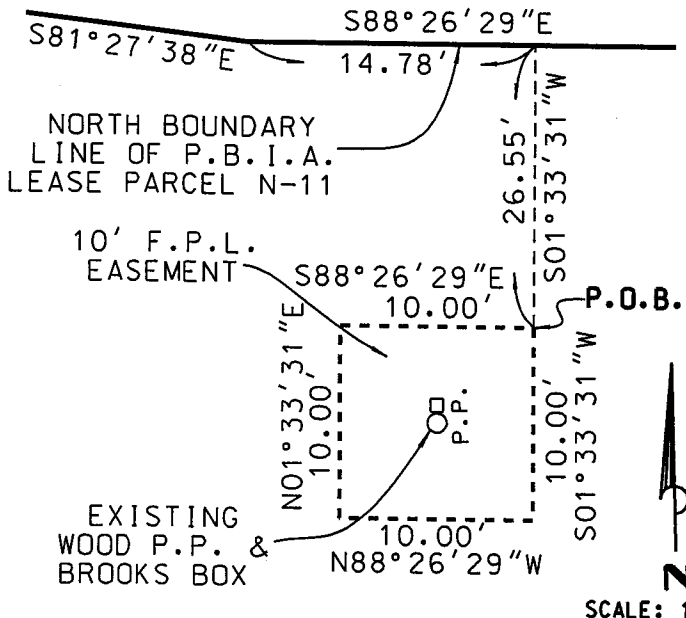 S88°26'29"E
S81°27'38"E
14.78'
26.55'
S01°33'31"W
NORTH BOUNDARY
LINE OF P.B.I.A.
LEASE PARCEL N-11
10' F.P.L.
EASEMENT
S88°26'29"E
10.00'
P.O.B.
N01°33'31"E
10.00'
P.P.
10.00'
S01°33'31"W
EXISTING
WOOD P.P. &
BROOKS BOX
10.00'
N88°26'29"W
N
SCALE: 1